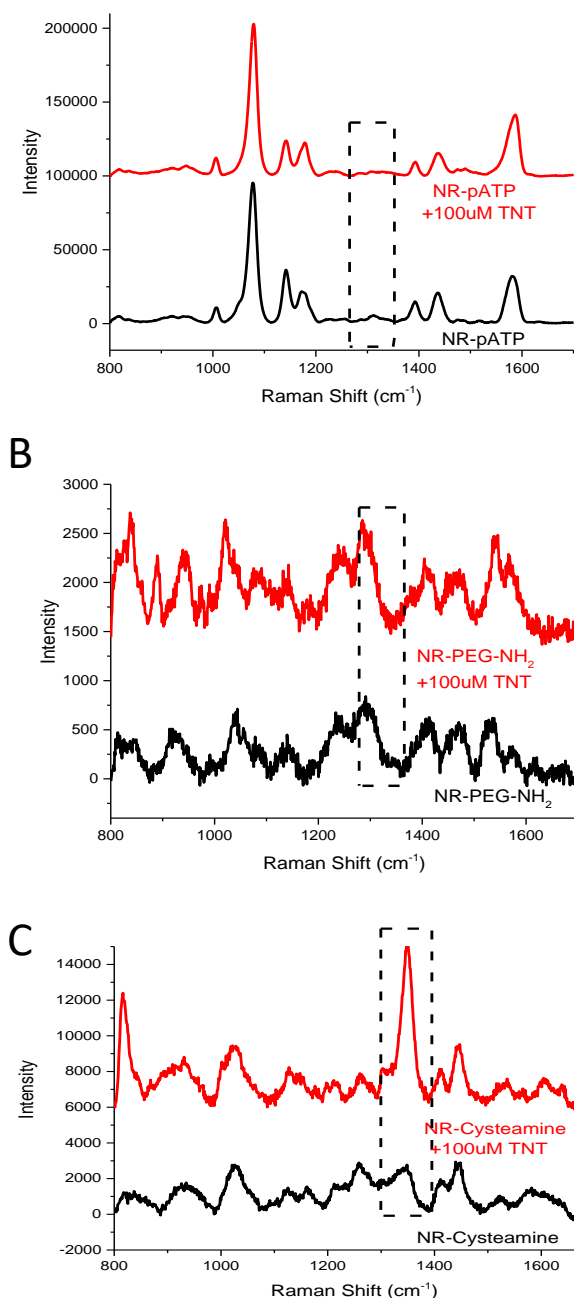 200000
150000
100000
50000
0
Intensity
NR-pATP
+100uM TNT
NR-pATP
800 1000 1200 1400 1600
Raman Shift (cm⁻¹)
B
3000
2500
2000
1500
1000
500
0
Intensity
NR-PEG-NH₂
+100uM TNT
NR-PEG-NH₂
800 1000 1200 1400 1600
Raman Shift (cm⁻¹)
C
14000
12000
10000
8000
6000
4000
2000
0
-2000
Intensity
NR-Cysteamine
+100uM TNT
NR-Cysteamine
800 1000 1200 1400 1600
Raman Shift (cm⁻¹)